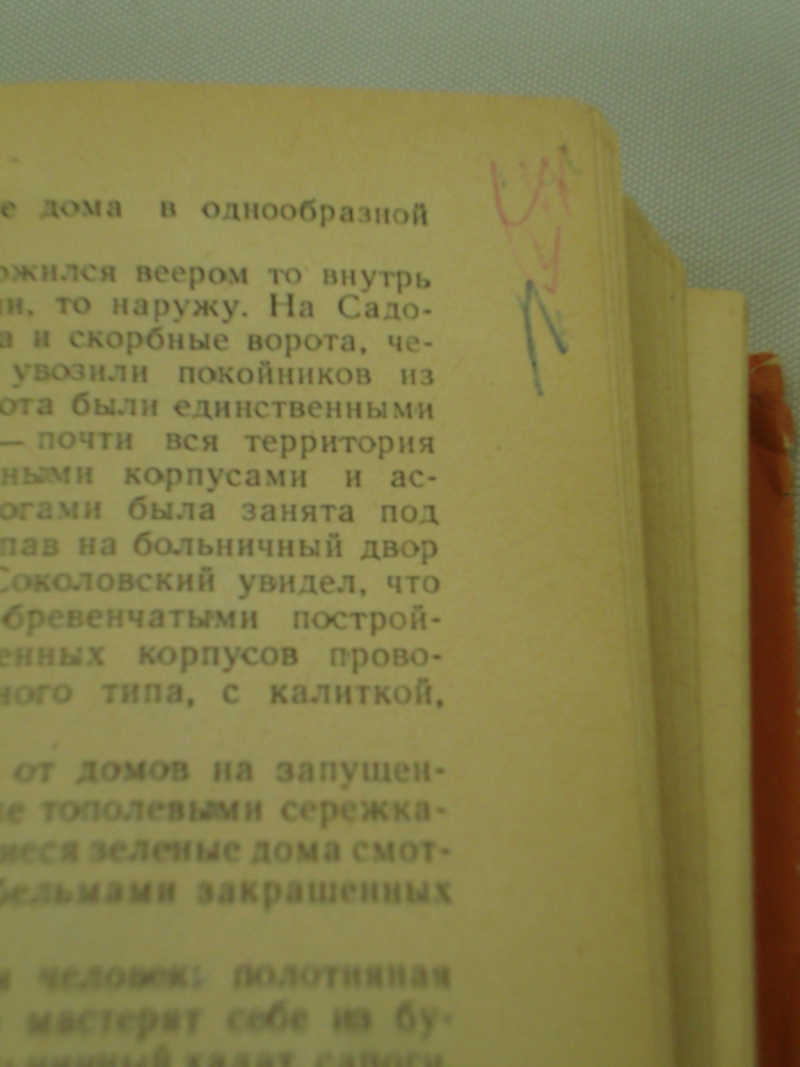 е дома в однообразной
ожился веером то внутрь
и, то наружу. На Садо-
а и скорбные ворота, че-
увозили покойников из
ота были единственными
— почти вся территория
ными корпусами и ас-
огами была занята под
пав на больничный двор
Соколовский увидел, что
бревенчатыми построй-
енных корпусов прово-
ного типа, с калиткой,
от домов на запущен-
е тополевыми сережка-
иеся зеленые дома смот-
бельмами закрашенных
человек: полотняная
мастерят себе из бу-
халат, сапоги,